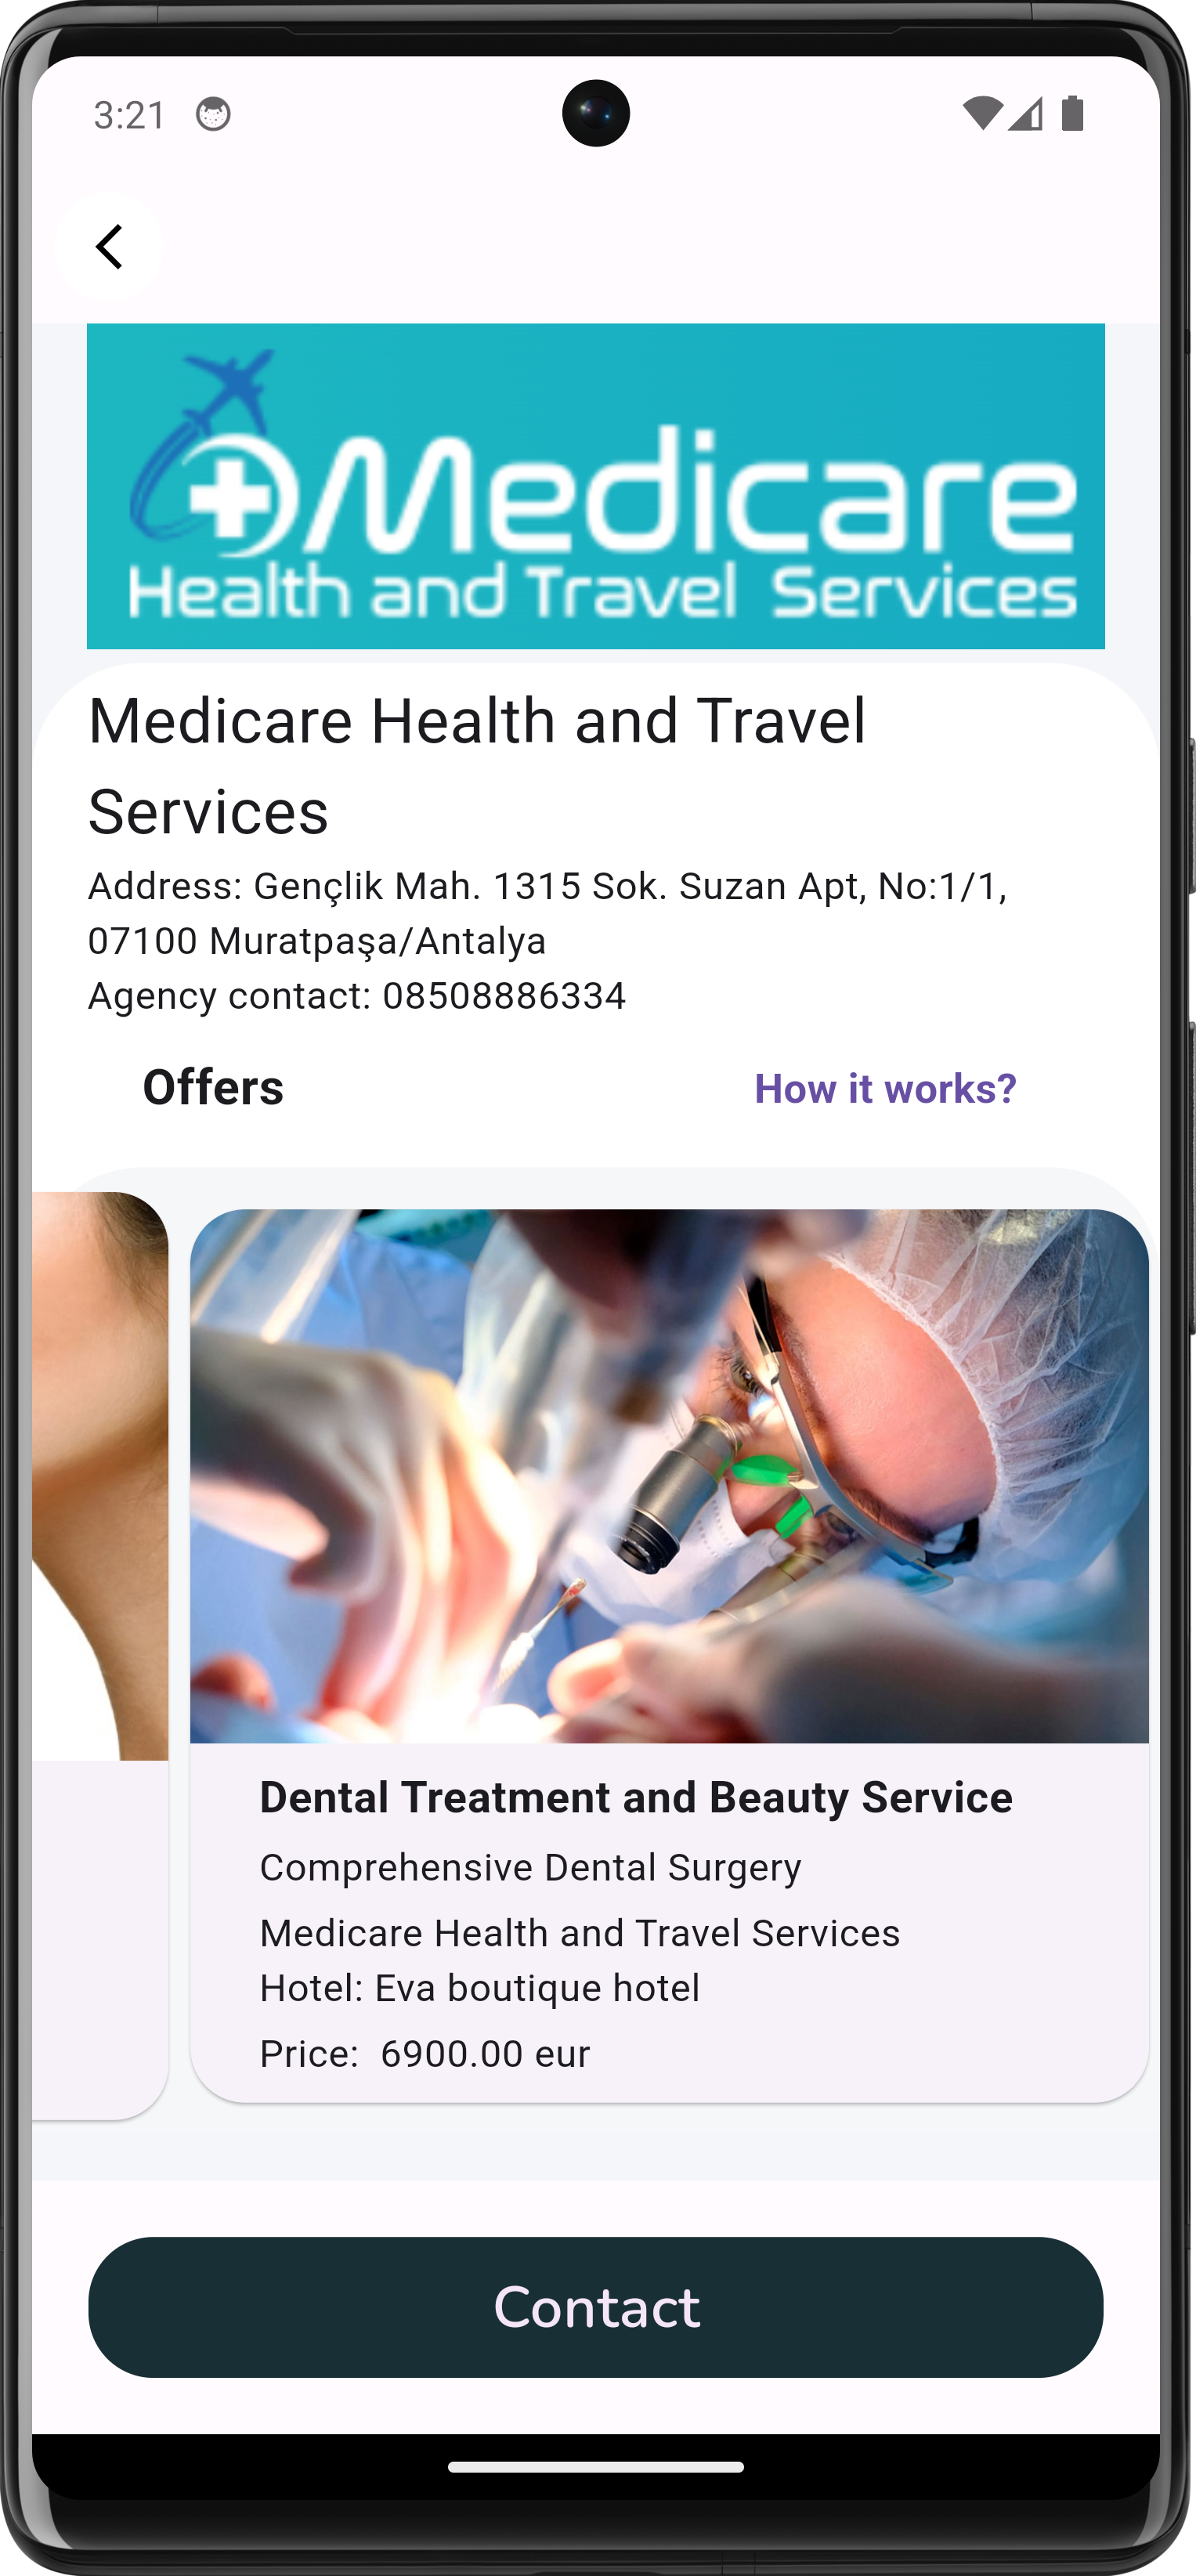 3:21
Medicare
Health and Travel Services
Medicare Health and Travel
Services
Address: Gençlik Mah. 1315 Sok. Suzan Apt, No:1/1,
07100 Muratpaşa/Antalya
Agency contact: 08508886334
Offers
How it works?
Dental Treatment and Beauty Service
Comprehensive Dental Surgery
Medicare Health and Travel Services
Hotel: Eva boutique hotel
Price: 6900.00 eur
Contact